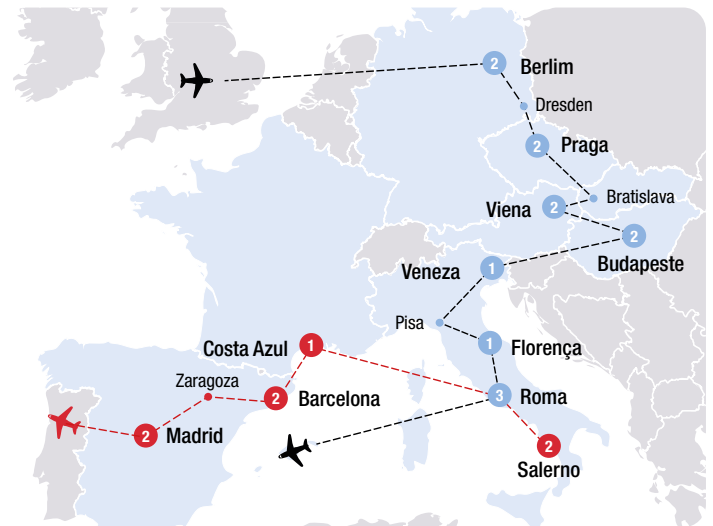 2 Berlim
Dresden
2 Praga
Bratislava
Viena 2
2
Budapeste
Veneza 1
Pisa
1 Florença
Costa Azul 1
Zaragoza
2 Barcelona
3 Roma
2 Madrid
2
Salerno